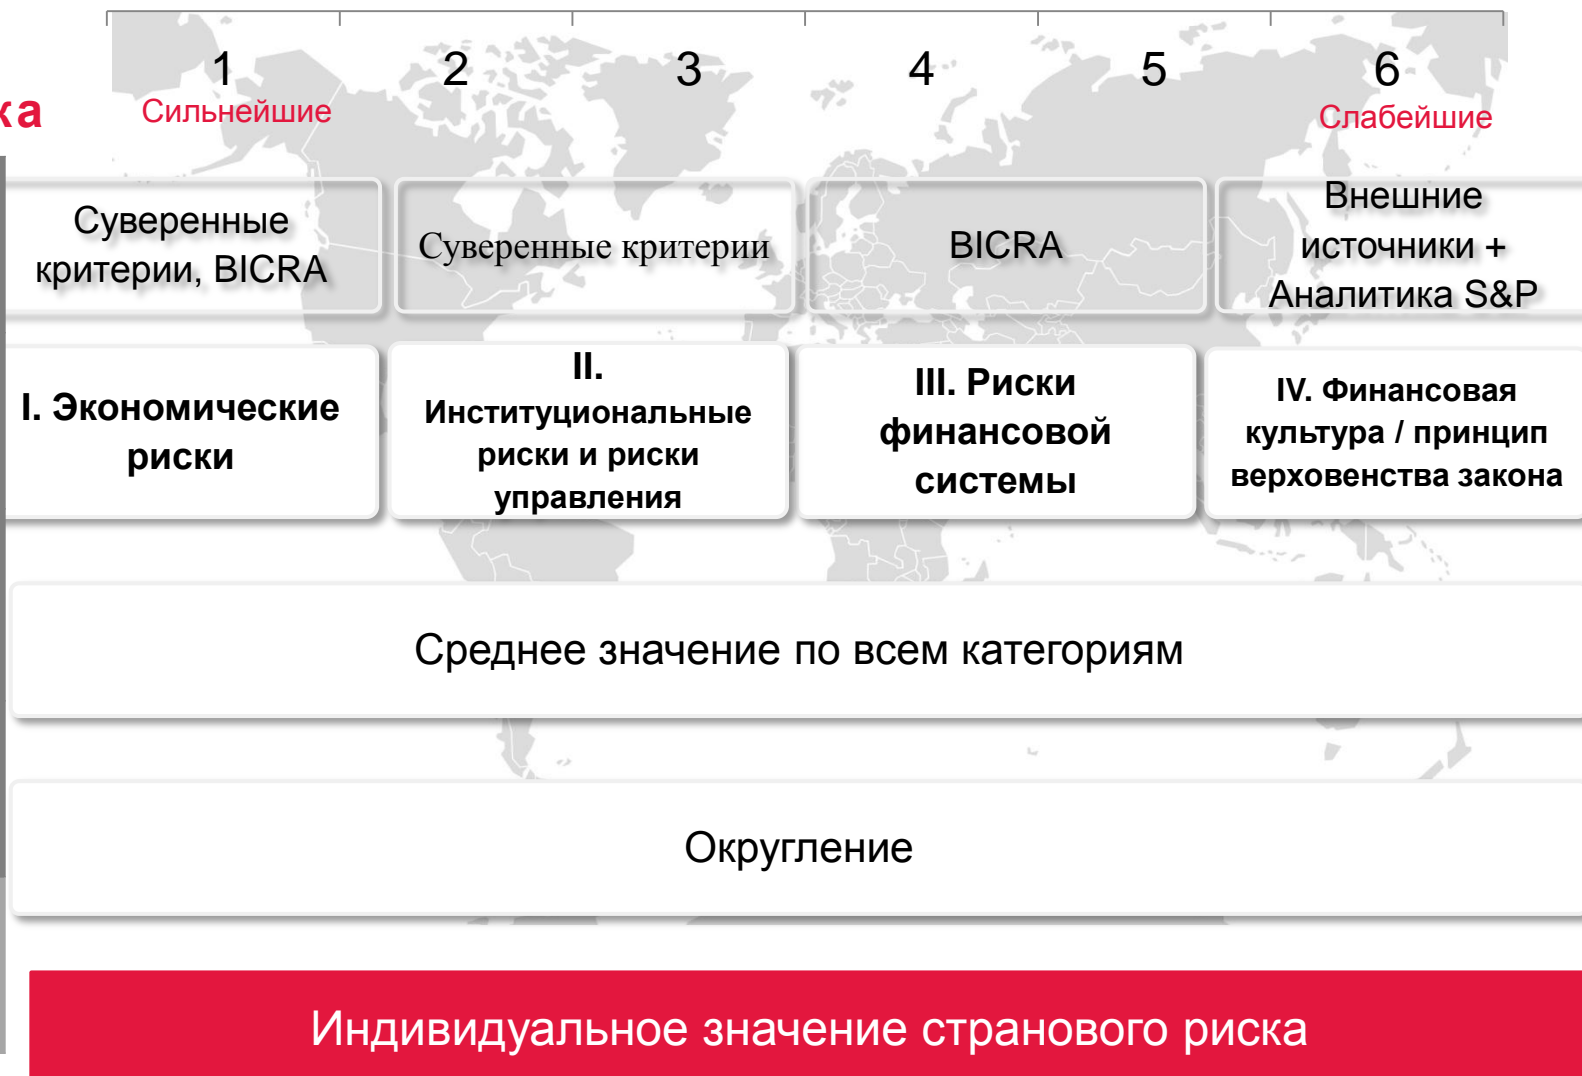 1 2 3 4 5 6
Сильнейшие Слабейшие
Суверенные
критерии, BICRA
Суверенные критерии
BICRA
Внешние
источники +
Аналитика S&P
I. Экономические
риски
II.
Институциональные
риски и риски
управления
III. Риски
финансовой
системы
IV. Финансовая
культура / принцип
верховенства закона
Среднее значение по всем категориям
Округление
Индивидуальное значение странового риска